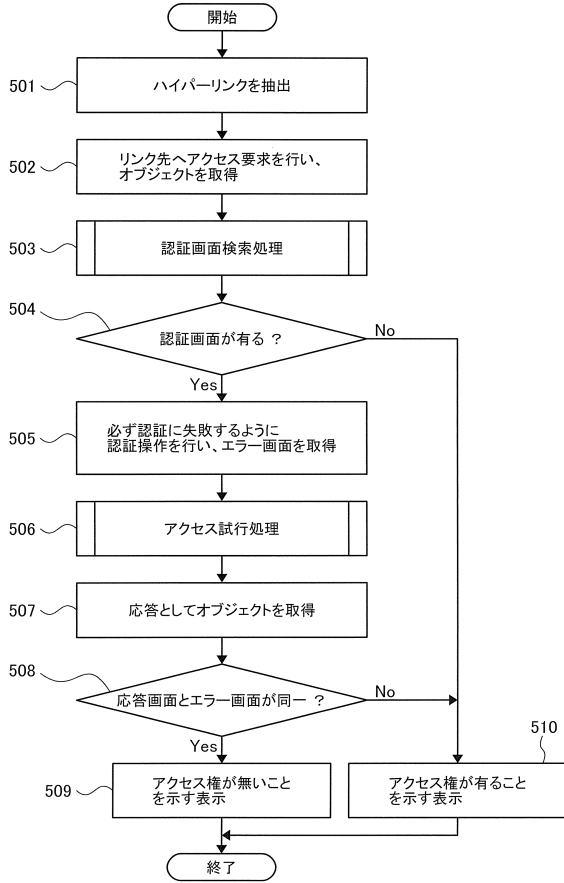 開始
501
ハイパーリンクを抽出
502
リンク先へアクセス要求を行い、
オブジェクトを取得
503
認証画面検索処理
504
認証画面が有る ?
No
Yes
505
必ず認証に失敗するように
認証操作を行い、エラー画面を取得
506
アクセス試行処理
507
応答としてオブジェクトを取得
508
応答画面とエラー画面が同一 ?
No
Yes
510
509
アクセス権が無いこと
を示す表示
アクセス権が有ること
を示す表示
終了